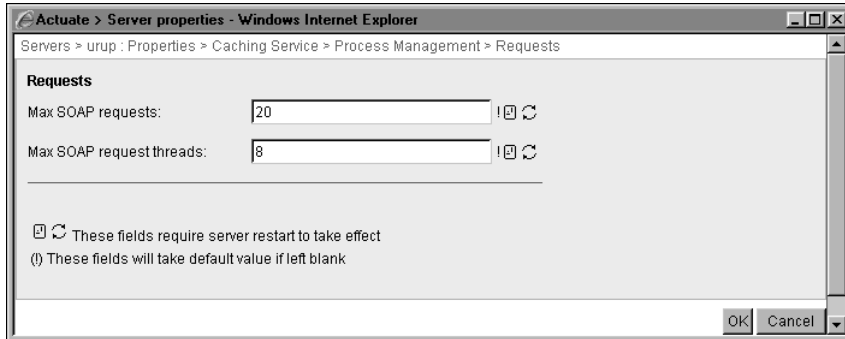 Actuate > Server properties - Windows Internet Explorer
Servers > urup : Properties > Caching Service > Process Management > Requests
Requests
Max SOAP requests: 20 !
Max SOAP request threads: 8 !
These fields require server restart to take effect
(!) These fields will take default value if left blank
OK Cancel